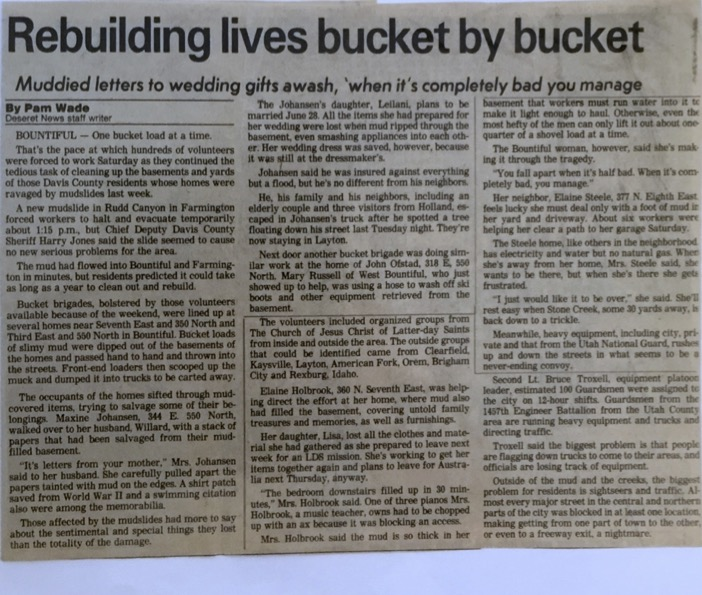 Rebuilding lives bucket by bucket
Muddied letters to wedding gifts awash, 'when it's completely bad you manage
By Pam Wade
Deseret News staff writer
BOUNTIFUL — One bucket load at a time.
That's the pace at which hundreds of volunteers
were forced to work Saturday as they continued the
tedious task of cleaning up the basements and yards
of those Davis County residents whose homes were
ravaged by mudslides last week.
A new mudslide in Rudd Canyon in Farmington
forced workers to halt and evacuate temporarily
about 1:15 p.m., but Chief Deputy Davis County
Sheriff Harry Jones said the slide seemed to cause
no new serious problems for the area.
The mud had flowed into Bountiful and Farming-
ton in minutes, but residents predicted it could take
as long as a year to clean out and rebuild.
Bucket brigades, bolstered by those volunteers
available because of the weekend, were lined up at
several homes near Seventh East and 350 North and
Third East and 550 North in Bountiful. Bucket loads
of slimy mud were dipped out of the basements of
the homes and passed hand to hand and thrown into
the streets. Front-end loaders then scooped up the
muck and dumped it into trucks to be carted away.
The occupants of the homes sifted through mud-
covered items, trying to salvage some of their be-
longings. Maxine Johansen, 344 E. 550 North,
walked over to her husband, Willard, with a stack of
papers that had been salvaged from their mud-
filled basement.
"It's letters from your mother," Mrs. Johansen
said to her husband. She carefully pulled apart the
papers tainted with mud on the edges. A shirt patch
saved from World War II and a swimming citation
also were among the memorabilia.
Those affected by the mudslides had more to say
about the sentimental and special things they lost
than the totality of the damage.
The Johansen's daughter, Leilani, plans to be
married June 28. All the items she had prepared for
her wedding were lost when mud ripped through the
basement, even smashing appliances into each oth-
er. Her wedding dress was saved, however, because
it was still at the dressmaker's.
Johansen said he was insured against everything
but a flood, but he's no different from his neighbors.
He, his family and his neighbors, including an
elderly couple and three visitors from Holland, es-
caped in Johansen's truck after he spotted a tree
floating down his street last Tuesday night. They're
now staying in Layton.
Next door another bucket brigade was doing sim-
ilar work at the home of John Ofstad, 318 E. 550
North. Mary Russell of West Bountiful, who just
showed up to help, was using a hose to wash off ski
boots and other equipment retrieved from the
basement.
The volunteers included organized groups from
The Church of Jesus Christ of Latter-day Saints
from inside and outside the area. The outside groups
that could be identified came from Clearfield,
Kaysville, Layton, American Fork, Orem, Brigham
City and Rexburg, Idaho.
Elaine Holbrook, 360 N. Seventh East, was help-
ing direct the effort at her home, where mud also
had filled the basement, covering untold family
treasures and memories, as well as furnishings.
Her daughter, Lisa, lost all the clothes and mate-
rial she had gathered as she prepared to leave next
week for an LDS mission. She's working to get her
items together again and plans to leave for Austra-
lia next Thursday, anyway.
"The bedroom downstairs filled up in 30 min-
utes," Mrs. Holbrook said. One of three pianos Mrs.
Holbrook, a music teacher, owns had to be chopped
up with an ax because it was blocking an access.
Mrs. Holbrook said the mud is so thick in her
basement that workers must run water into it to
make it light enough to haul. Otherwise, even the
most hefty of the men can only lift it out about one-
quarter of a shovel load at a time.
The Bountiful woman, however, said she's mak-
ing it through the tragedy.
"You fall apart when it's half bad. When it's com-
pletely bad, you manage."
Her neighbor, Elaine Steele, 377 N. Eighth East
feels lucky she must deal only with a foot of mud in
her yard and driveway. About six workers were
helping her clear a path to her garage Saturday.
The Steele home, like others in the neighborhood
has electricity and water but no natural gas. When
she's away from her home, Mrs. Steele said, she
wants to be there, but when she's there she gets
frustrated.
"I just would like it to be over," she said. She'll
rest easy when Stone Creek, some 30 yards away, is
back down to a trickle.
Meanwhile, heavy equipment, including city, pri-
vate and that from the Utah National Guard, rushes
up and down the streets in what seems to be a
never-ending convoy.
Second Lt. Bruce Troxell, equipment platoon
leader, estimated 100 Guardsmen were assigned to
the city on 12-hour shifts. Guardsmen from the
1457th Engineer Battalion from the Utah County
area are running heavy equipment and trucks and
directing traffic.
Troxell said the biggest problem is that people
are flagging down trucks to come to their areas, and
officials are losing track of equipment.
Outside of the mud and the creeks, the biggest
problem for residents is sightseers and traffic. Al-
most every major street in the central and northern
parts of the city was blocked in at least one location,
making getting from one part of town to the other,
or even to a freeway exit, a nightmare.